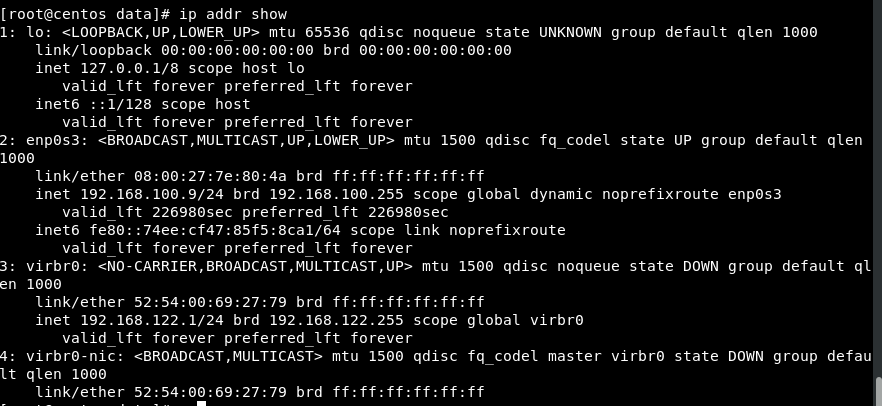 [root@centos data]# ip addr show
1: lo: <LOOPBACK,UP,LOWER_UP> mtu 65536 qdisc noqueue state UNKNOWN group default qlen 1000
    link/loopback 00:00:00:00:00:00 brd 00:00:00:00:00:00
    inet 127.0.0.1/8 scope host lo
       valid_lft forever preferred_lft forever
    inet6 ::1/128 scope host
       valid_lft forever preferred_lft forever
2: enp0s3: <BROADCAST,MULTICAST,UP,LOWER_UP> mtu 1500 qdisc fq_codel state UP group default qlen
1000
    link/ether 08:00:27:7e:80:4a brd ff:ff:ff:ff:ff:ff
    inet 192.168.100.9/24 brd 192.168.100.255 scope global dynamic noprefixroute enp0s3
       valid_lft 226980sec preferred_lft 226980sec
    inet6 fe80::74ee:cf47:85f5:8ca1/64 scope link noprefixroute
       valid_lft forever preferred_lft forever
3: virbr0: <NO-CARRIER,BROADCAST,MULTICAST,UP> mtu 1500 qdisc noqueue state DOWN group default ql
en 1000
    link/ether 52:54:00:69:27:79 brd ff:ff:ff:ff:ff:ff
    inet 192.168.122.1/24 brd 192.168.122.255 scope global virbr0
       valid_lft forever preferred_lft forever
4: virbr0-nic: <BROADCAST,MULTICAST> mtu 1500 qdisc fq_codel master virbr0 state DOWN group defau
lt qlen 1000
    link/ether 52:54:00:69:27:79 brd ff:ff:ff:ff:ff:ff